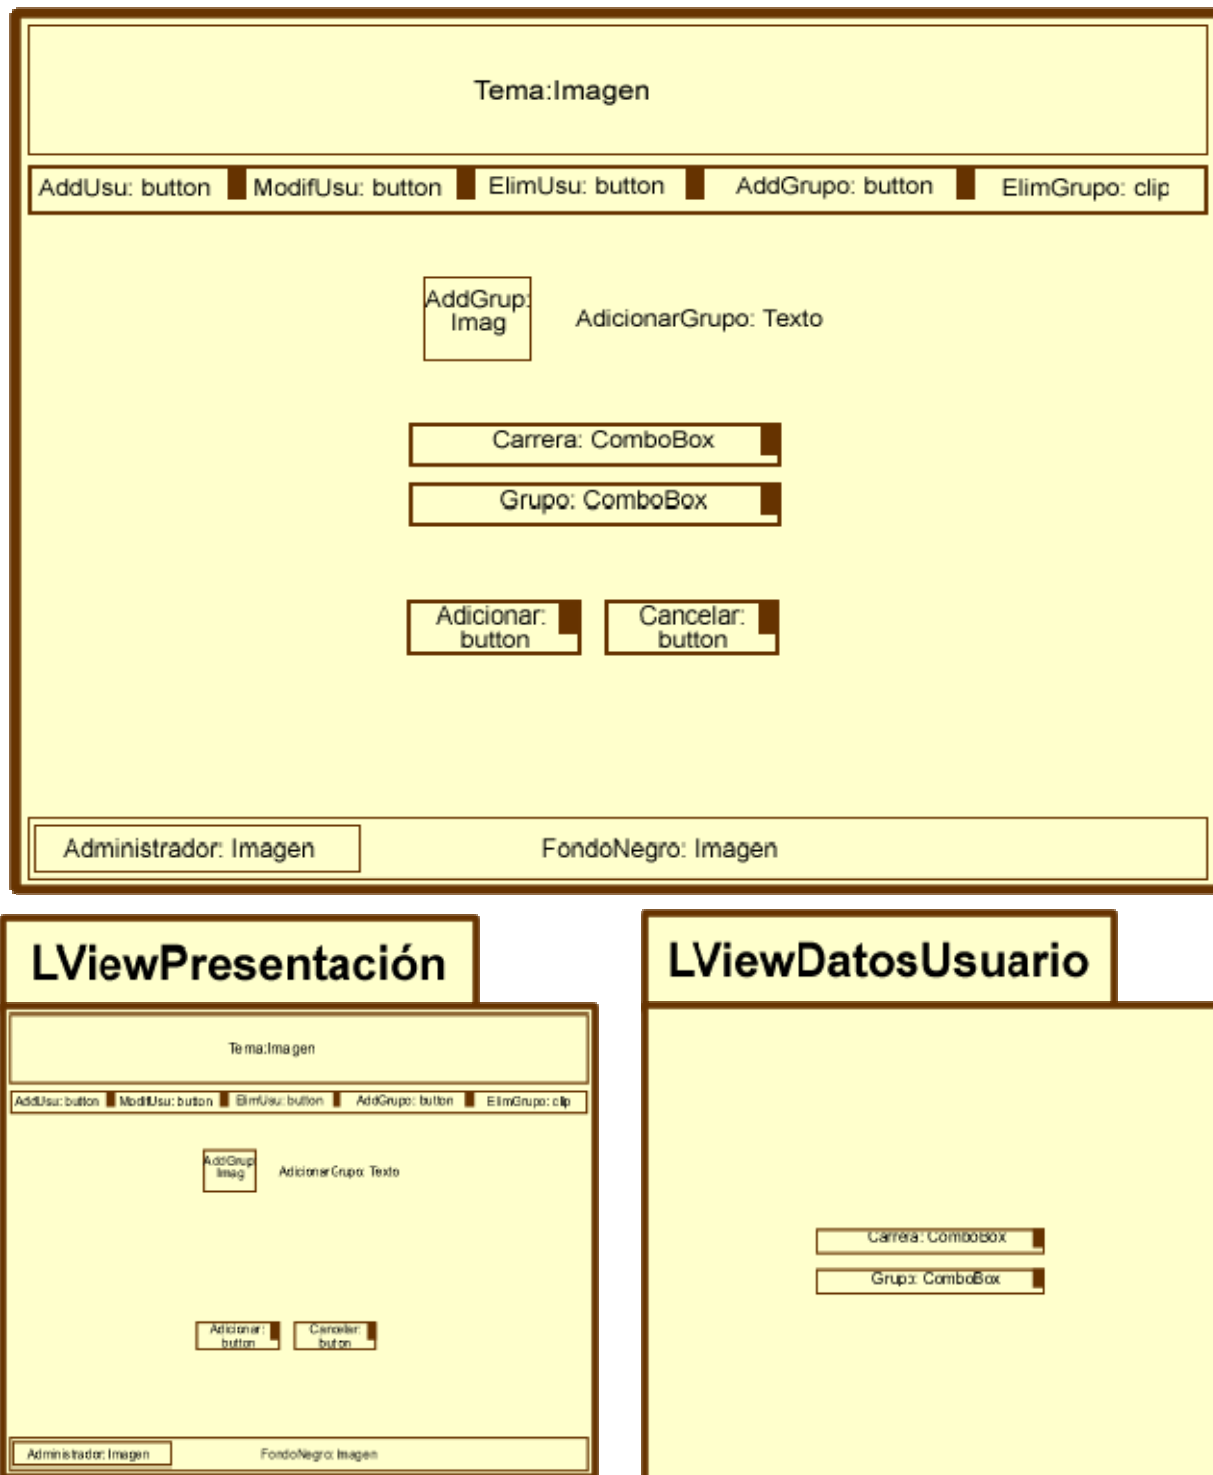 Tema:Imagen
AddUsu: button ModifUsu: button ElimUsu: button AddGrupo: button ElimGrupo: clip
AddGrup:
Imag
AdicionarGrupo: Texto
Carrera: ComboBox
Grupo: ComboBox
Adicionar:
button
Cancelar:
button
Administrador: Imagen FondoNegro: Imagen
LViewPresentación
Tema:Imagen
AddUsu: button ModifUsu: button ElimUsu: button AddGrupo: button ElimGrupo: clip
AddGrup
Imag
AdicionarGrupo: Texto
Adicionar:
button
Cancelar:
buton
Administrador: Imagen FondoNegro: Imagen
LViewDatosUsuario
Carrera: ComboBox
Grupo: ComboBox